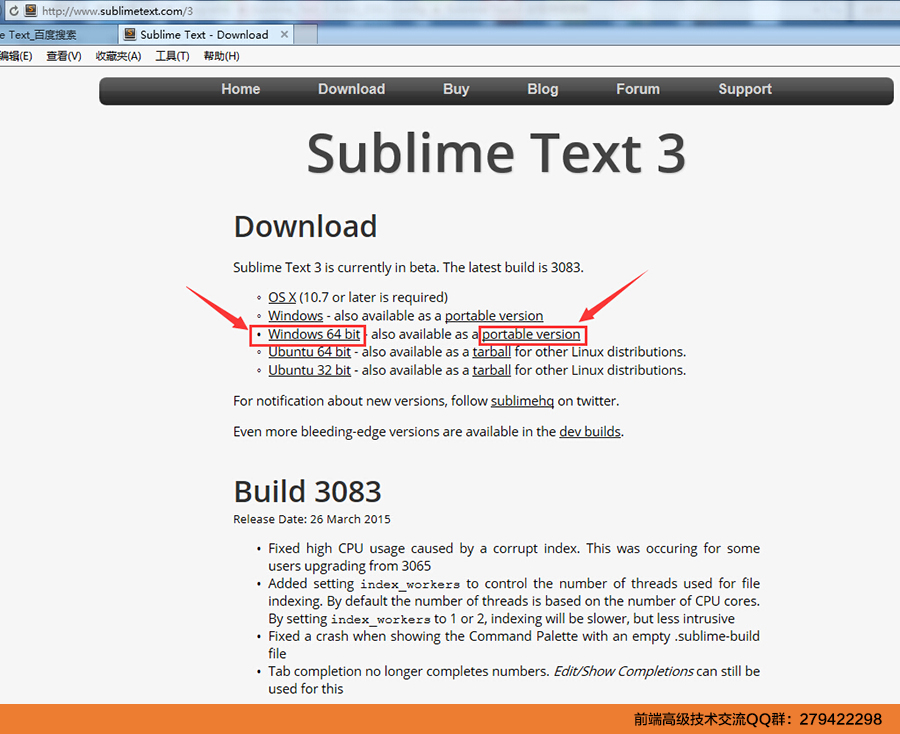 http://www.sublimetext.com/3
e Text_百度搜索
Sublime Text - Download
编辑(E) 查看(V) 收藏夹(A) 工具(T) 帮助(H)
Home Download Buy Blog Forum Support
Sublime Text 3
Download
Sublime Text 3 is currently in beta. The latest build is 3083.
OS X (10.7 or later is required)
Windows - also available as a portable version
Windows 64 bit - also available as a portable version
Ubuntu 64 bit - also available as a tarball for other Linux distributions.
Ubuntu 32 bit - also available as a tarball for other Linux distributions.
For notification about new versions, follow sublimehq on twitter.
Even more bleeding-edge versions are available in the dev builds.
Build 3083
Release Date: 26 March 2015
Fixed high CPU usage caused by a corrupt index. This was occuring for some
users upgrading from 3065
Added setting index_workers to control the number of threads used for file
indexing. By default the number of threads is based on the number of CPU cores.
By setting index_workers to 1 or 2, indexing will be slower, but less intrusive
Fixed a crash when showing the Command Palette with an empty .sublime-build
file
Tab completion no longer completes numbers. Edit/Show Completions can still be
used for this
前端高级技术交流QQ群：279422298